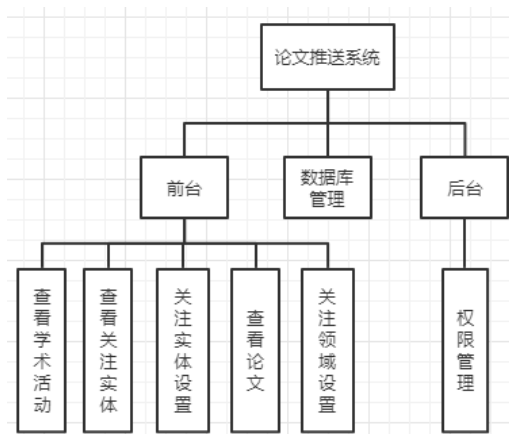 论文推送系统
前台
数据库
管理
后台
查看学术活动
查看关注实体
关注实体设置
查看论文
关注领域设置
权限管理